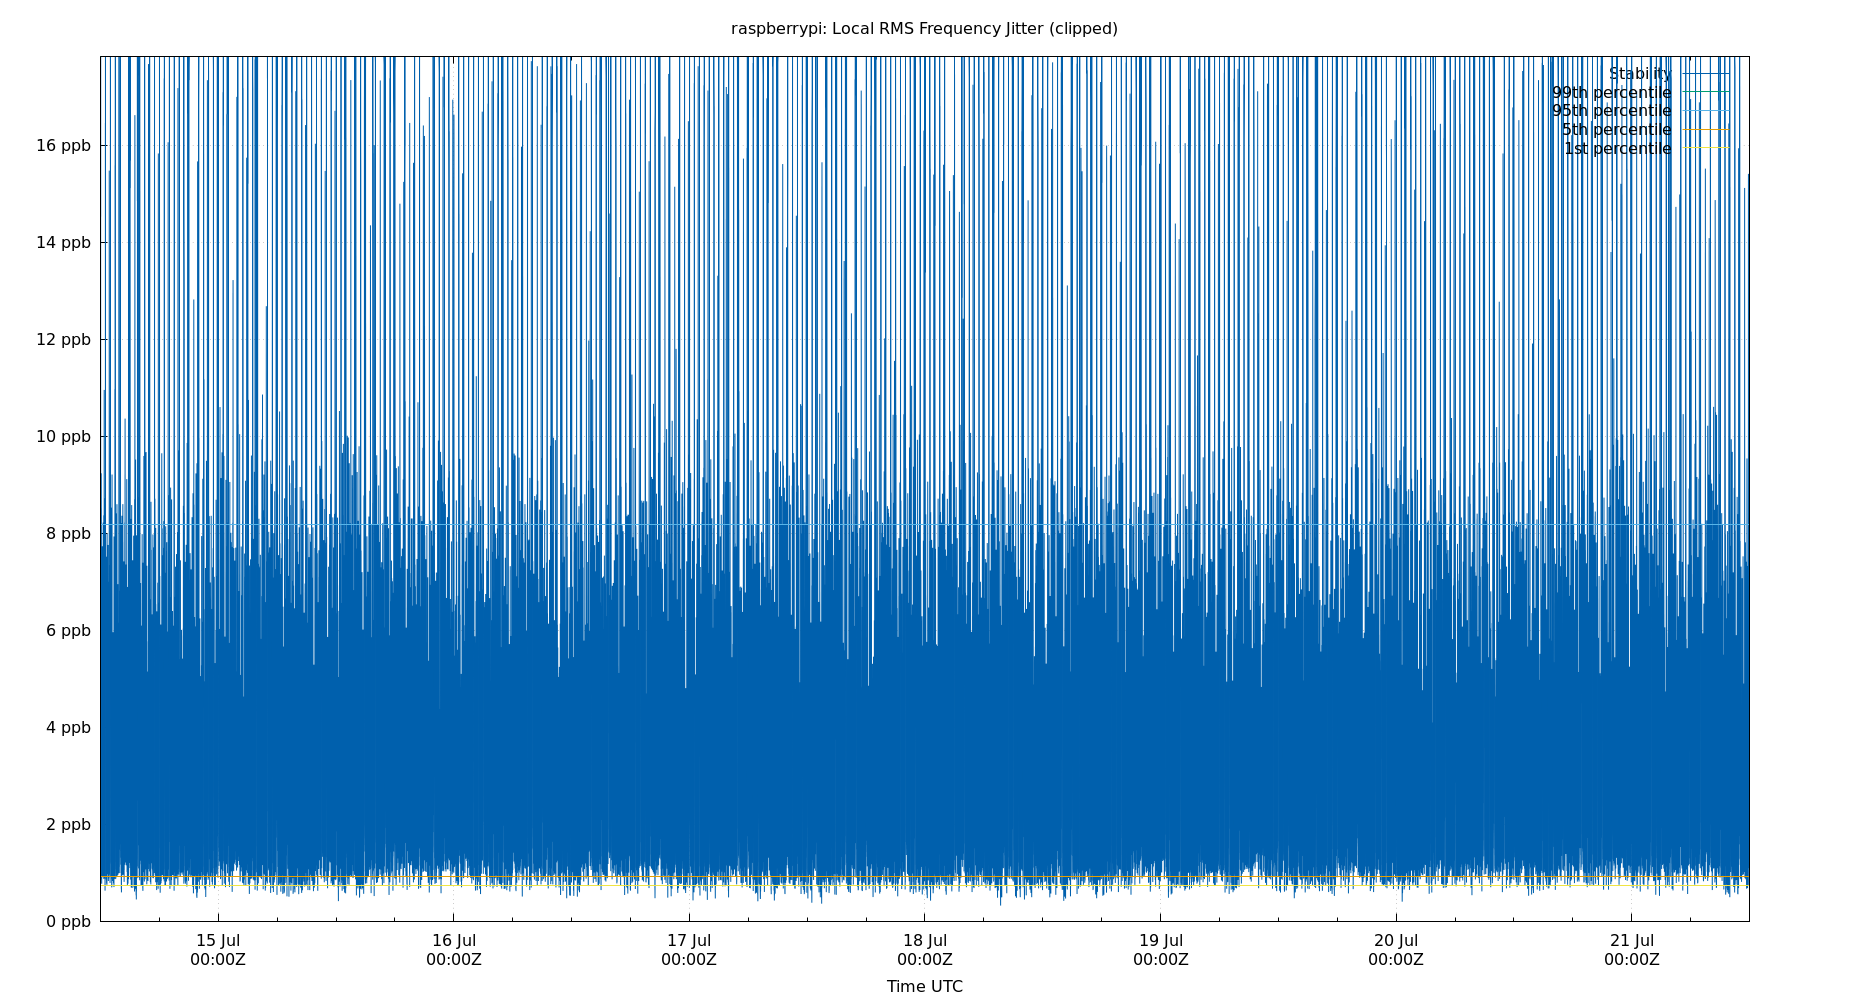 raspberrypi: Local RMS Frequency Jitter (clipped)
Stability
99th percentile
95th percentile
5th percentile
1st percentile
16 ppb
14 ppb
12 ppb
10 ppb
8 ppb
6 ppb
4 ppb
2 ppb
0 ppb
15 Jul 16 Jul 17 Jul 18 Jul 19 Jul 20 Jul 21 Jul
00:00Z 00:00Z 00:00Z 00:00Z 00:00Z 00:00Z 00:00Z
Time UTC